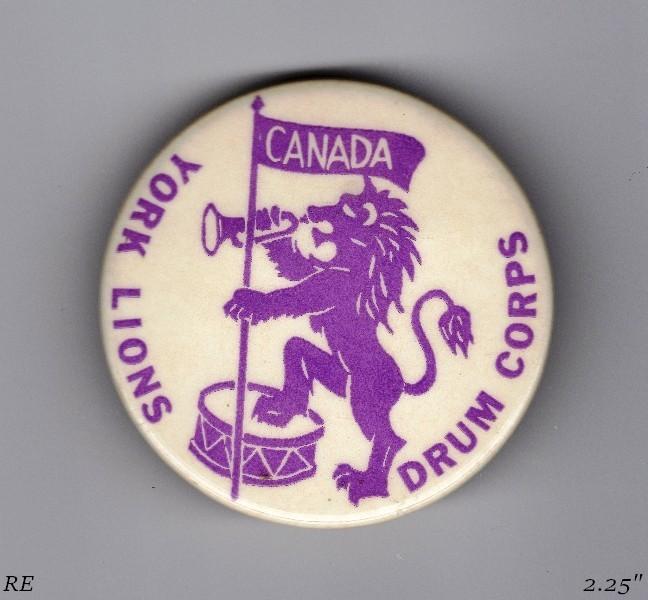 CANADA
YORK LIONS
DRUM CORPS
RE
2.25"